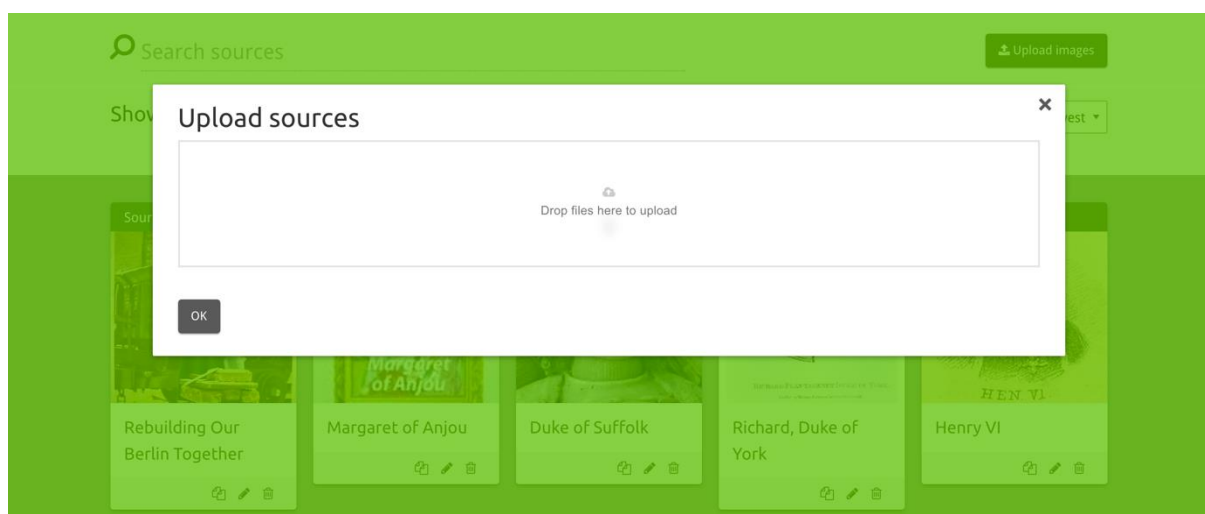 Search sources
Upload images
Upload sources
Drop files here to upload
OK
Margaret
of Anjou
HEN VI
Rebuilding Our
Berlin Together
Margaret of Anjou
Duke of Suffolk
Richard, Duke of
York
Henry VI